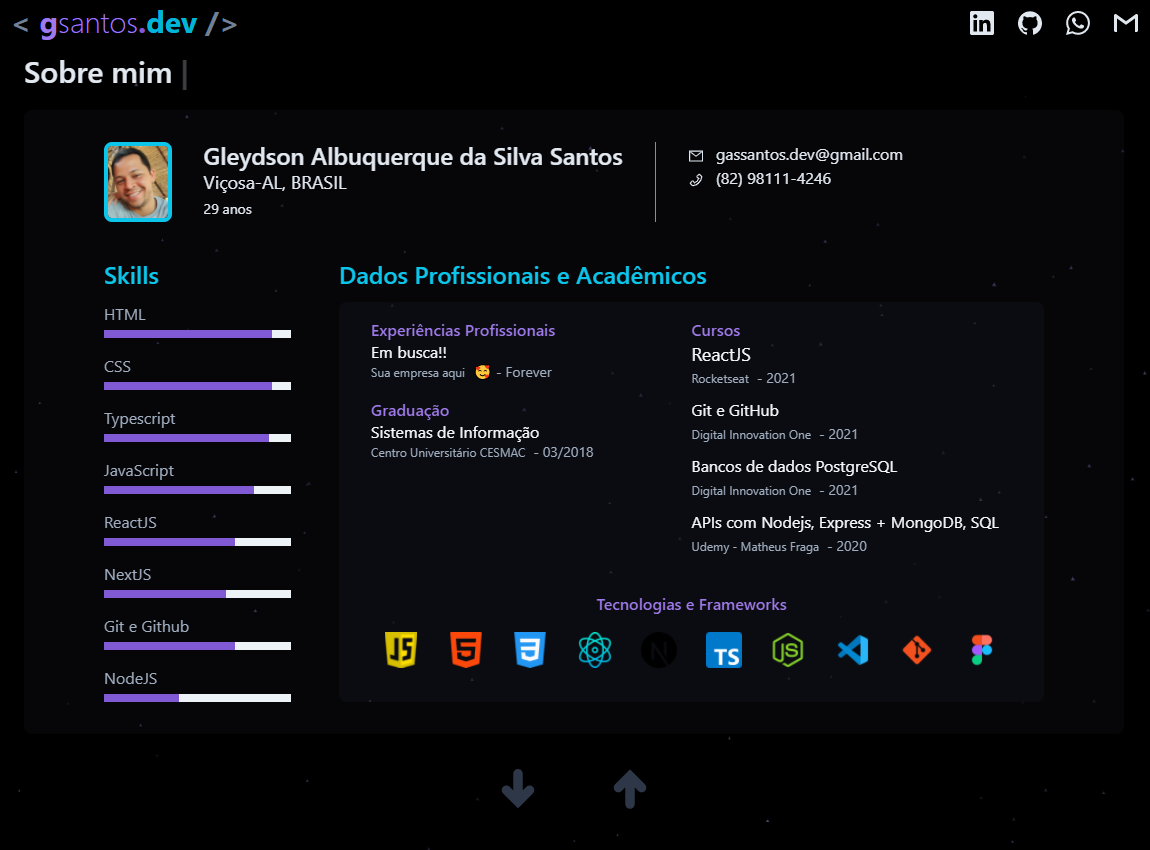 < gsantos.dev />
Sobre mim |
Gleydson Albuquerque da Silva Santos
Viçosa-AL, BRASIL
29 anos
gassantos.dev@gmail.com
(82) 98111-4246
Skills
HTML
CSS
Typescript
JavaScript
ReactJS
NextJS
Git e Github
NodeJS
Dados Profissionais e Acadêmicos
Experiências Profissionais
Em busca!!
Sua empresa aqui 🥰 - Forever
Graduação
Sistemas de Informação
Centro Universitário CESMAC - 03/2018
Cursos
ReactJS
Rocketseat - 2021
Git e GitHub
Digital Innovation One - 2021
Bancos de dados PostgreSQL
Digital Innovation One - 2021
APIs com Nodejs, Express + MongoDB, SQL
Udemy - Matheus Fraga - 2020
Tecnologias e Frameworks
JS 5 3 N TS JS